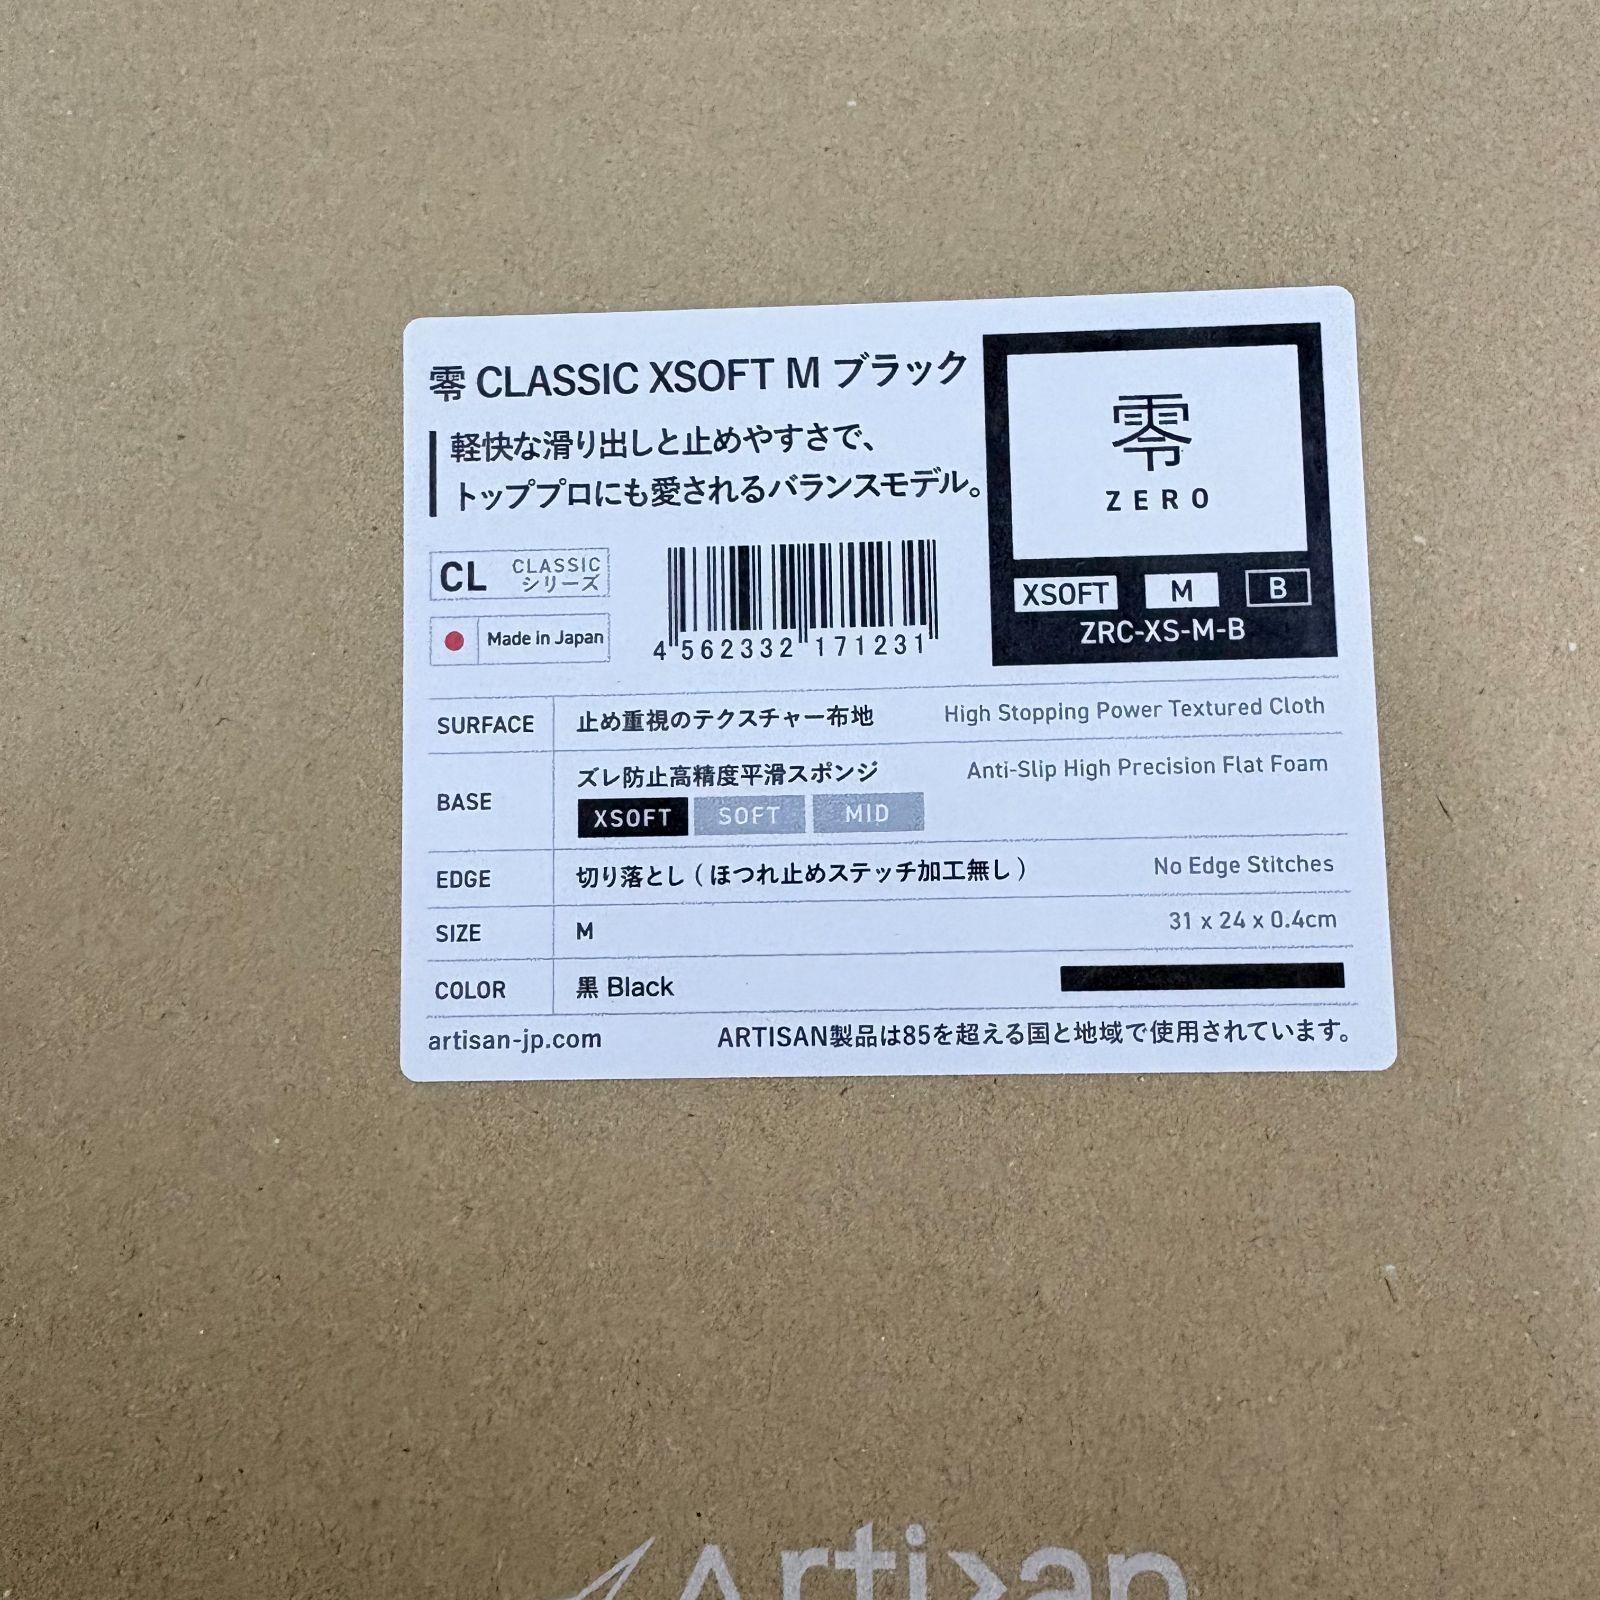 零 CLASSIC XSOFT M ブラック
軽快な滑り出しと止めやすさで、
トッププロにも愛されるバランスモデル。
零
ZERO
XSOFT M B
ZRC-XS-M-B
CL CLASSIC
シリーズ
Made in Japan
4 562332 171231
SURFACE 止め重視のテクスチャー布地 High Stopping Power Textured Cloth
BASE ズレ防止高精度平滑スポンジ Anti-Slip High Precision Flat Foam
XSOFT SOFT MID
EDGE 切り落とし ( ほつれ止めステッチ加工無し ) No Edge Stitches
SIZE M 31 x 24 x 0.4cm
COLOR 黒 Black
artisan-jp.com ARTISAN製品は85を超える国と地域で使用されています。
Artisan